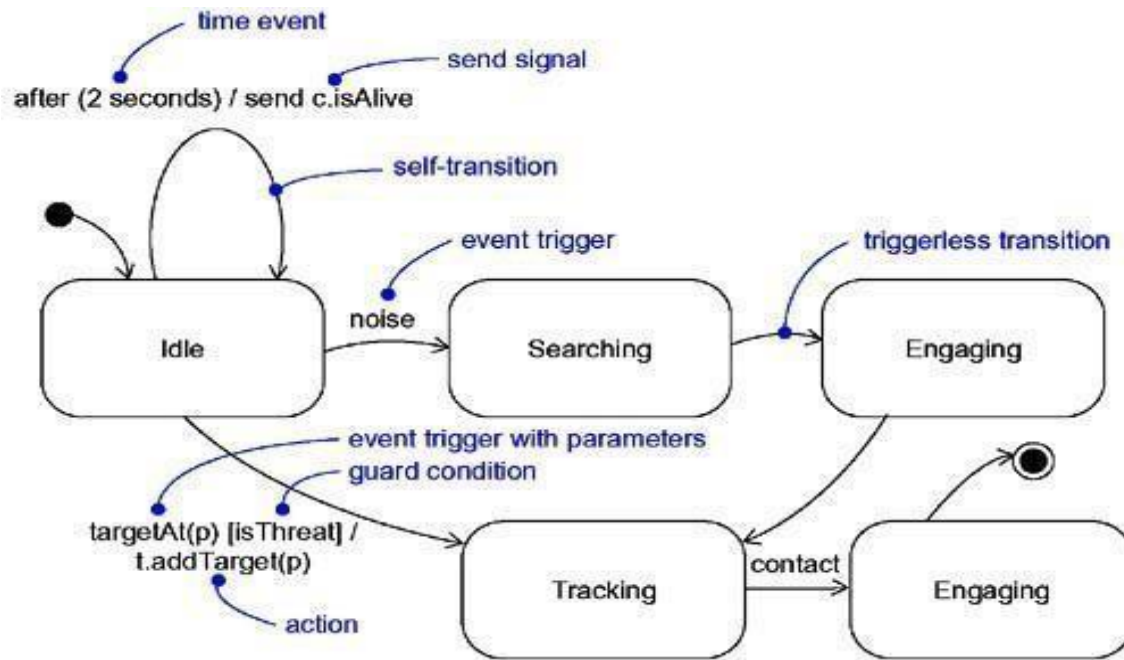 time event
send signal
after (2 seconds) / send c.isAlive
self-transition
event trigger
triggerless transition
noise
Idle
Searching
Engaging
event trigger with parameters
guard condition
targetAt(p) [isThreat] /
t.addTarget(p)
contact
Tracking
Engaging
action